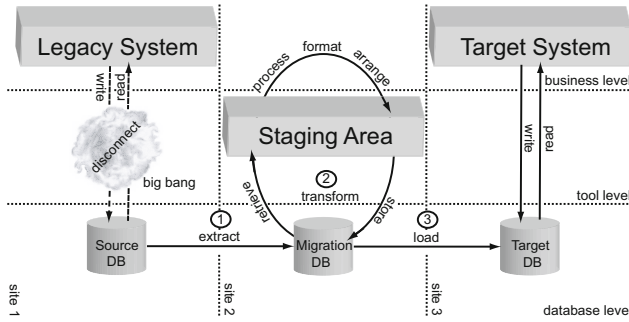 Legacy System
Target System
process
format
arrange
write
read
business level
Staging Area
disconnect
write
read
big bang
retrieve
2
transform
store
tool level
1
3
Source
DB
extract
Migration
DB
load
Target
DB
site 1
site 2
site 3
database level